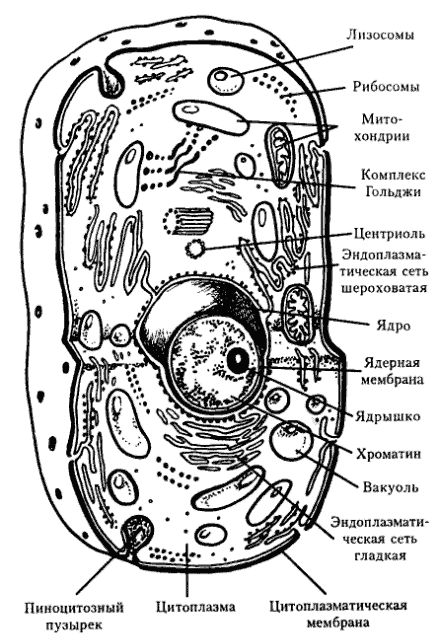 Лизосомы
Рибосомы
Мито-
хондрии
Комплекс
Гольджи
Центриоль
Эндоплазма-
тическая сеть
шероховатая
Ядро
Ядерная
мембрана
Ядрышко
Хроматин
Вакуоль
Эндоплазмати-
ческая сеть
гладкая
Пиноцитозный
пузырек
Цитоплазма
Цитоплазматическая
мембрана